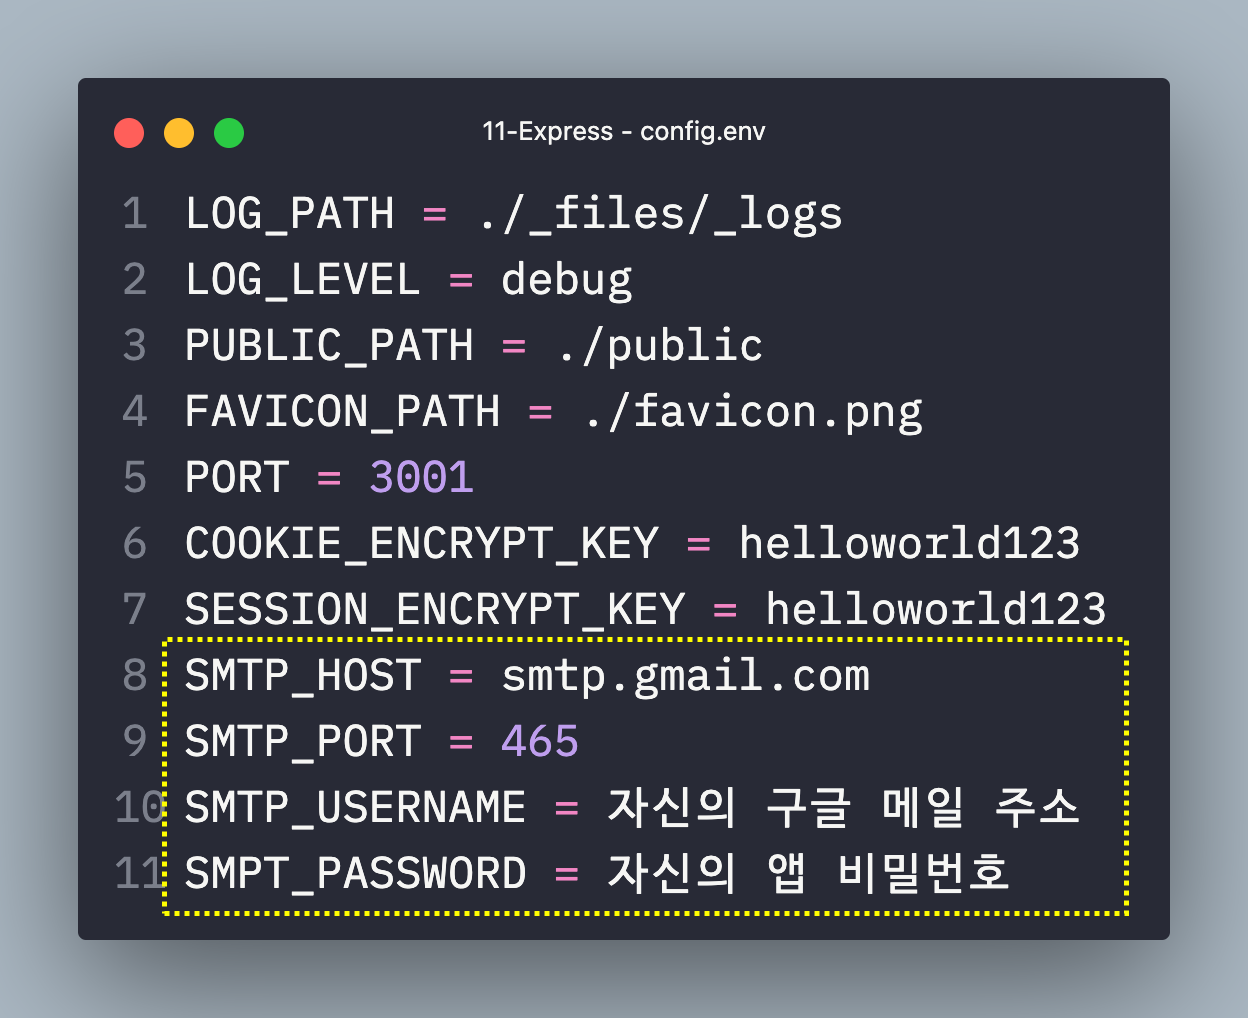 11-Express - config.env
1 LOG_PATH = ./_files/_logs
2 LOG_LEVEL = debug
3 PUBLIC_PATH = ./public
4 FAVICON_PATH = ./favicon.png
5 PORT = 3001
6 COOKIE_ENCRYPT_KEY = helloworld123
7 SESSION_ENCRYPT_KEY = helloworld123
8 SMTP_HOST = smtp.gmail.com
9 SMTP_PORT = 465
10 SMTP_USERNAME = 자신의 구글 메일 주소
11 SMPT_PASSWORD = 자신의 앱 비밀번호